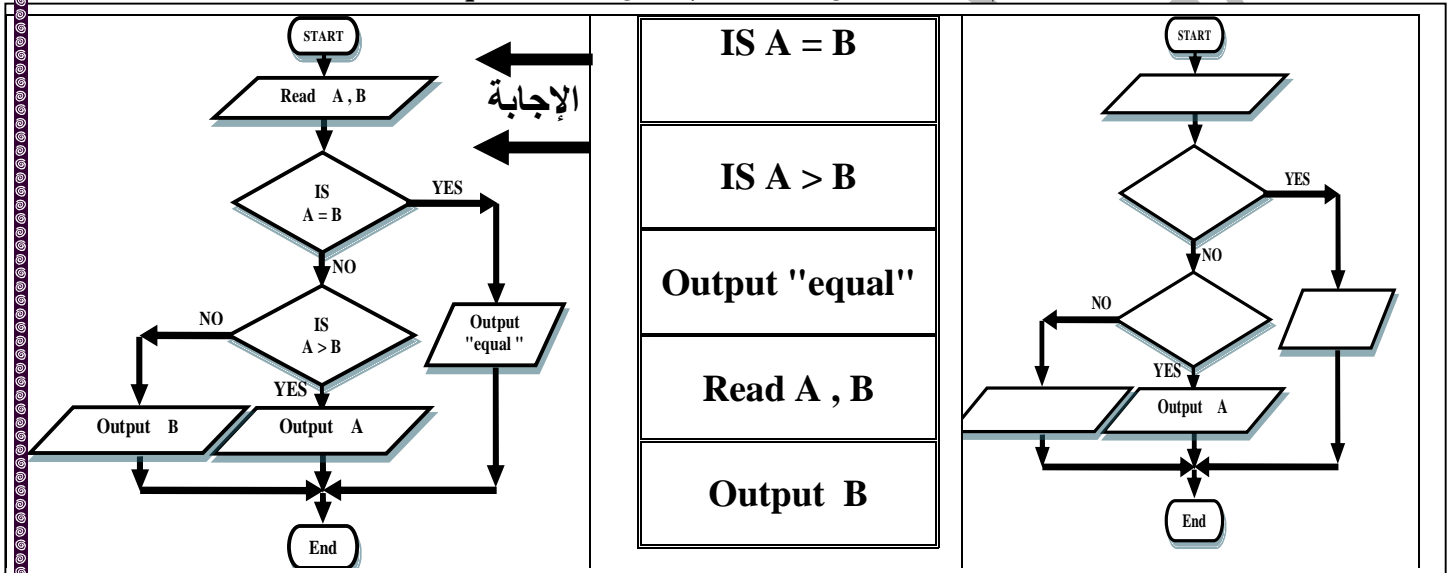 START
Read A , B
الإجابة
IS
A = B
YES
NO
IS
A > B
NO
YES
Output
"equal "
Output B
Output A
End
IS A = B
IS A > B
Output "equal"
Read A , B
Output B
START
YES
NO
NO
YES
Output A
End